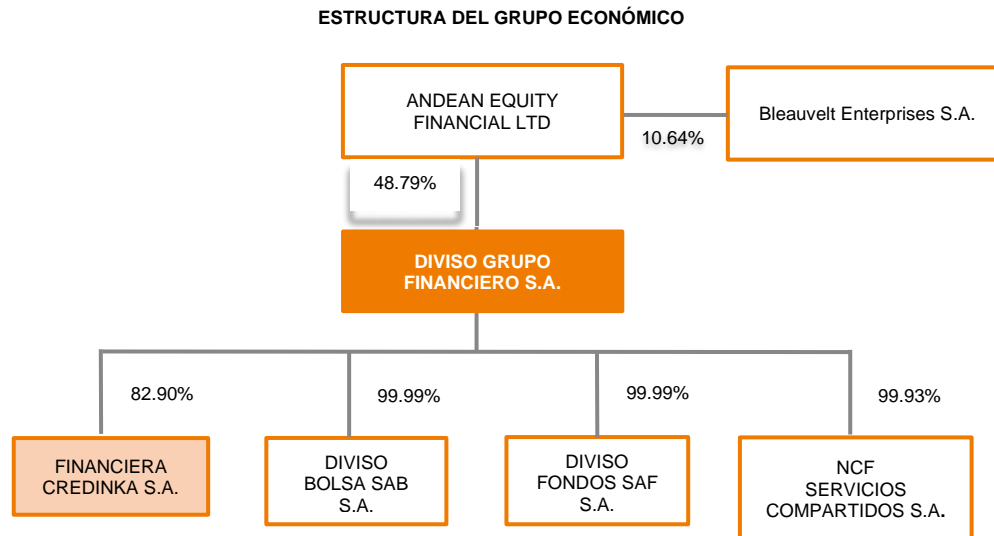 ESTRUCTURA DEL GRUPO ECONÓMICO
ANDEAN EQUITY
FINANCIAL LTD
Bleauvelt Enterprises S.A.
10.64%
48.79%
DIVISO GRUPO
FINANCIERO S.A.
82.90%
99.99%
99.99%
99.93%
FINANCIERA
CREDINKA S.A.
DIVISO
BOLSA SAB
S.A.
DIVISO
FONDOS SAF
S.A.
NCF
SERVICIOS
COMPARTIDOS S.A.